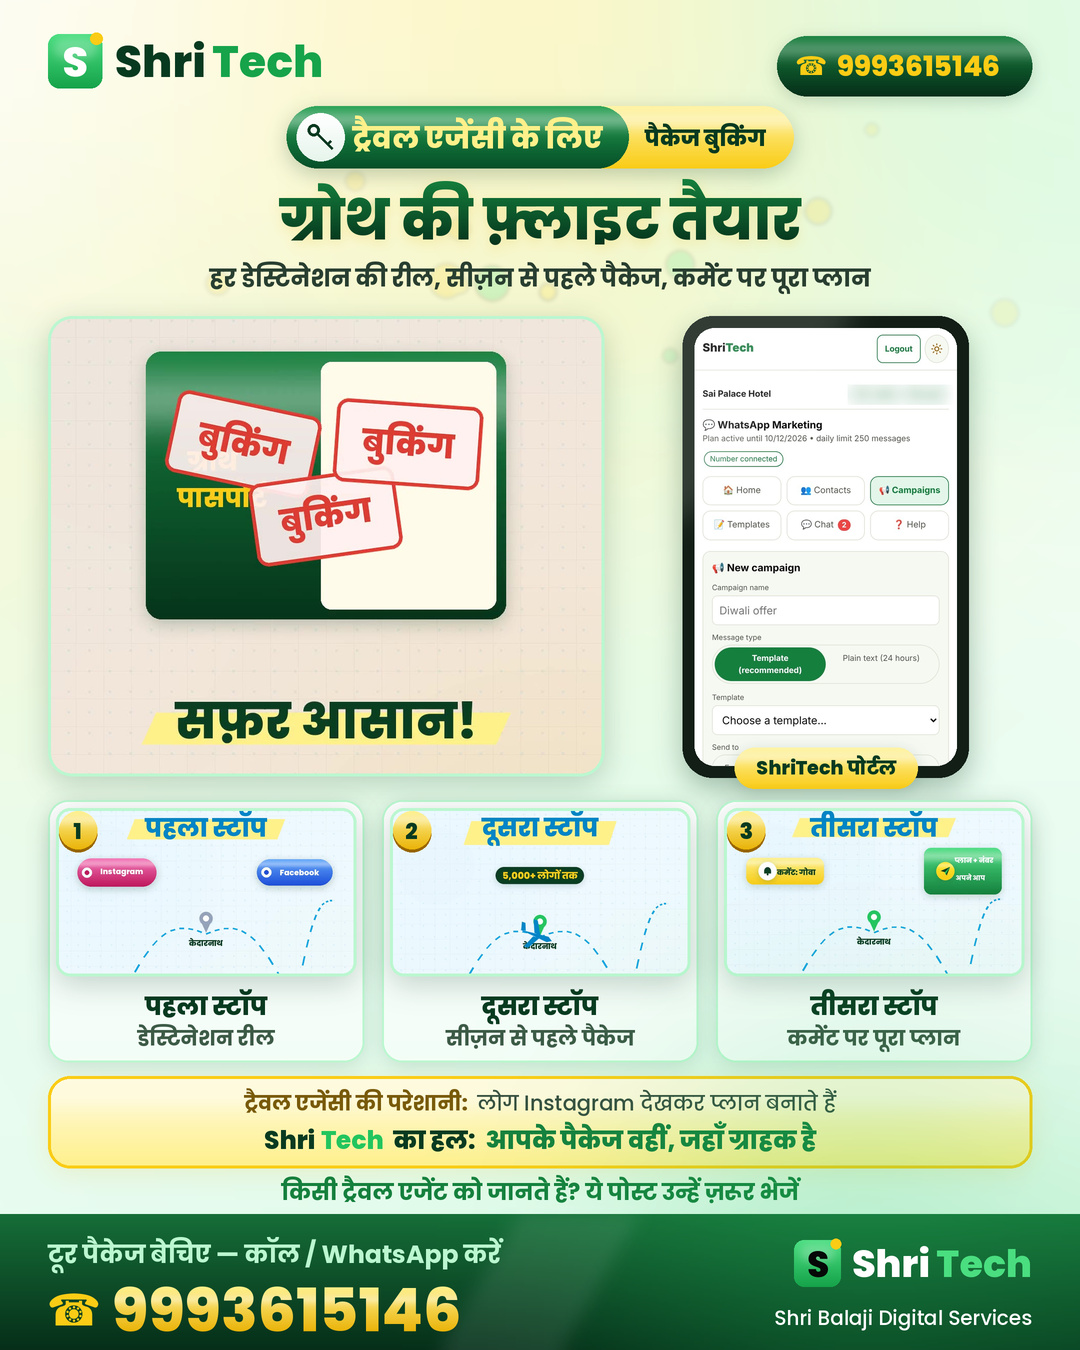 S Shri Tech
☎ 9993615146
ट्रैवल एजेंसी के लिए
पैकेज बुकिंग
ग्रोथ की फ़्लाइट तैयार
हर डेस्टिनेशन की रील, सीज़न से पहले पैकेज, कमेंट पर पूरा प्लान
बुकिंग
बुकिंग
बुकिंग
सफ़र आसान!
ShriTech
Logout
Sai Palace Hotel
💬 WhatsApp Marketing
Plan active until 10/12/2026 • daily limit 250 messages
Number connected
🏠 Home
👥 Contacts
📢 Campaigns
📝 Templates
💬 Chat 2
❓ Help
📢 New campaign
Campaign name
Diwali offer
Message type
Template
(recommended)
Plain text (24 hours)
Template
Choose a template...
Send to
ShriTech पोर्टल
1
पहला स्टॉप
Instagram
Facebook
केदारनाथ
पहला स्टॉप
डेस्टिनेशन रील
2
दूसरा स्टॉप
5,000+ लोगों तक
केदारनाथ
दूसरा स्टॉप
सीज़न से पहले पैकेज
3
तीसरा स्टॉप
कमेंट: गोवा
प्लान + नंबर
अपने आप
केदारनाथ
तीसरा स्टॉप
कमेंट पर पूरा प्लान
ट्रैवल एजेंसी की परेशानी: लोग Instagram देखकर प्लान बनाते हैं
Shri Tech का हल: आपके पैकेज वहीं, जहाँ ग्राहक है
किसी ट्रैवल एजेंट को जानते हैं? ये पोस्ट उन्हें ज़रूर भेजें
टूर पैकेज बेचिए — कॉल / WhatsApp करें
☎ 9993615146
S Shri Tech
Shri Balaji Digital Services